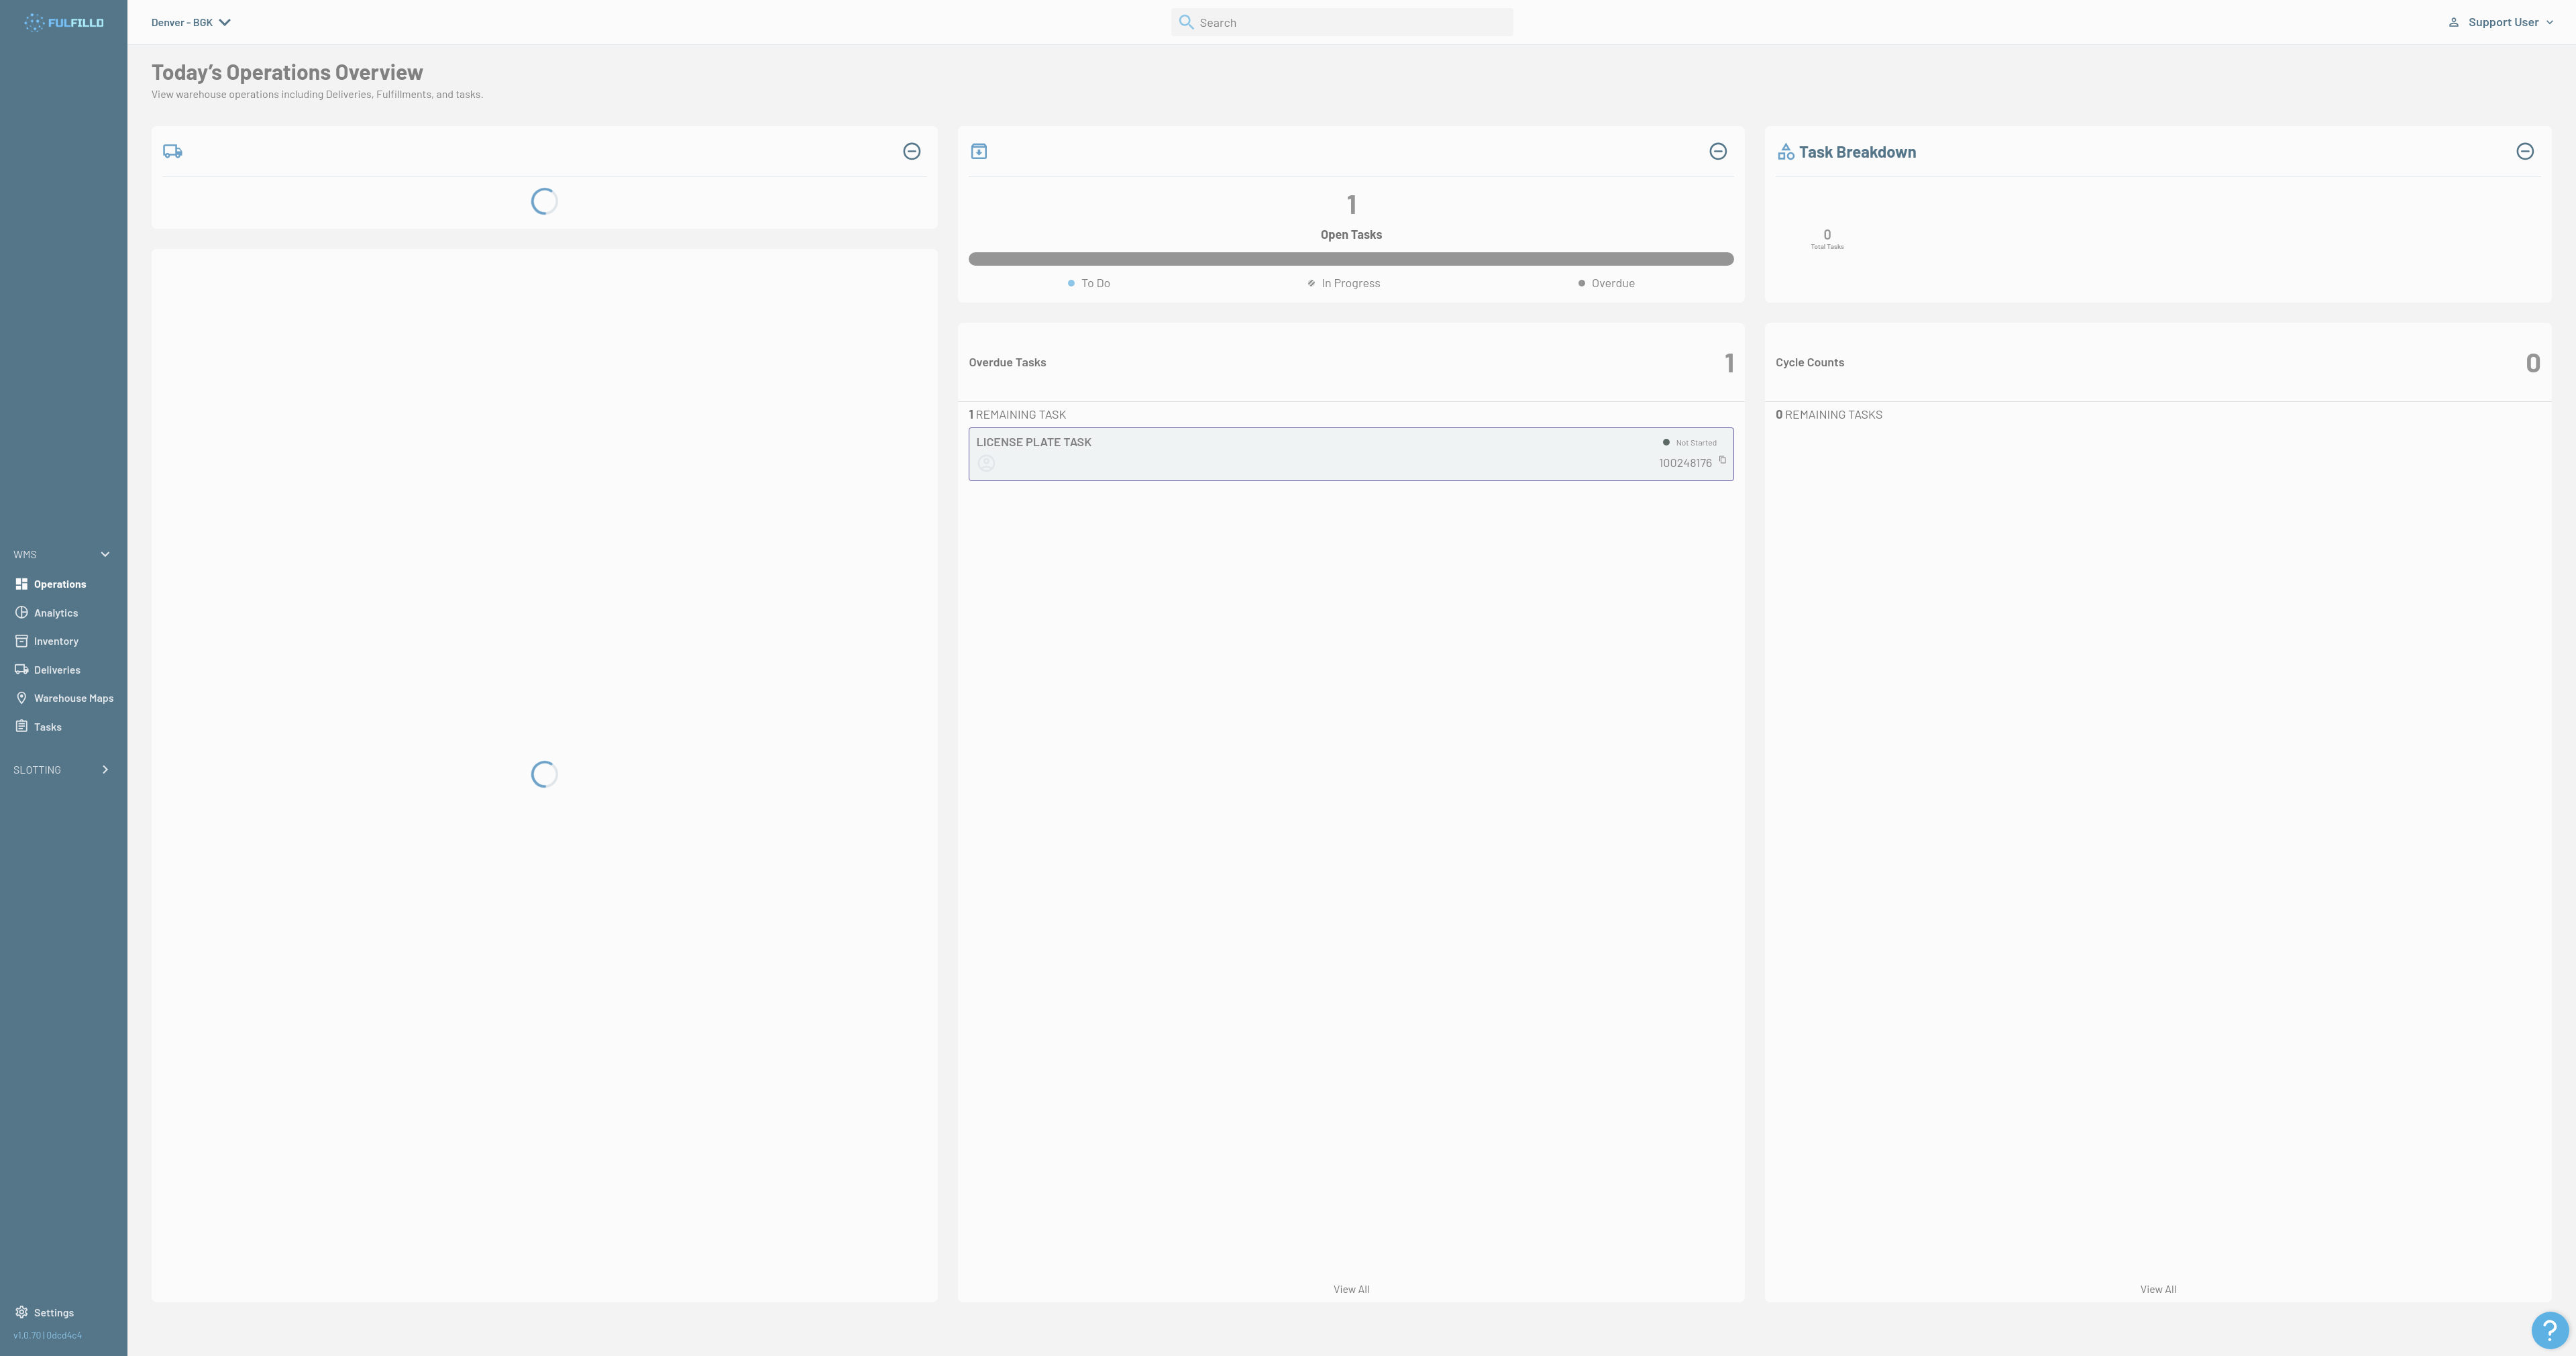 FULFILLD
Denver - BGK
Search
Support User
Today's Operations Overview
View warehouse operations including Deliveries, Fulfillments, and tasks.
Task Breakdown
1
Open Tasks
To Do
In Progress
Overdue
0
Total Tasks
Overdue Tasks
1
1 REMAINING TASK
LICENSE PLATE TASK
Not Started
100248176
View All
Cycle Counts
0
0 REMAINING TASKS
View All
WMS
Operations
Analytics
Inventory
Deliveries
Warehouse Maps
Tasks
SLOTTING
Settings
v1.0.70 | 0dcd4c4
?